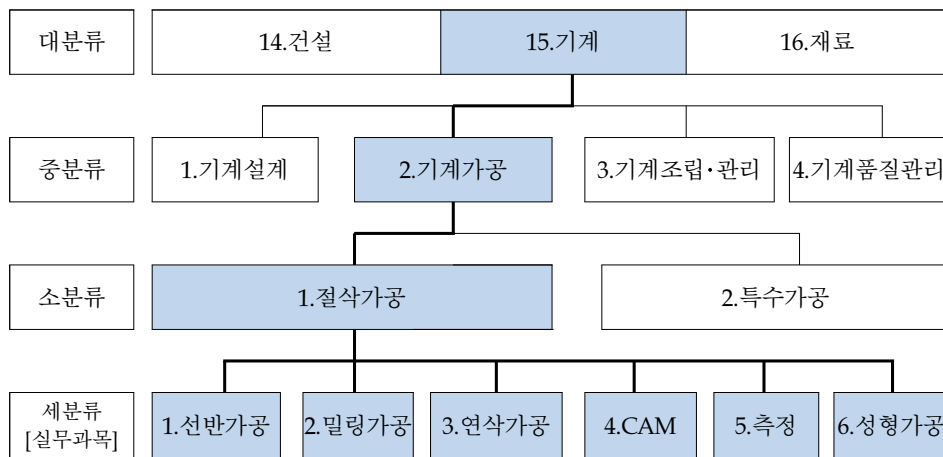 대분류 14.건설 15.기계 16.재료
중분류 1.기계설계 2.기계가공 3.기계조립·관리 4.기계품질관리
소분류 1.절삭가공 2.특수가공
세분류
[실무과목] 1.선반가공 2.밀링가공 3.연삭가공 4.CAM 5.측정 6.성형가공